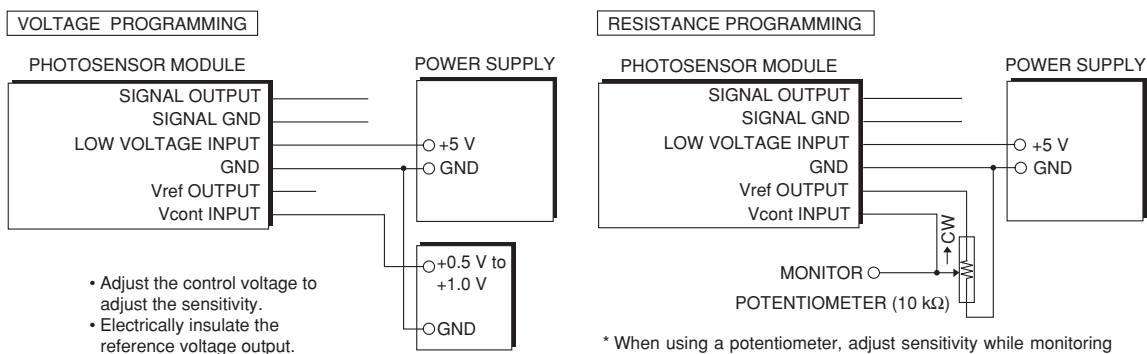 VOLTAGE PROGRAMMING
PHOTOSENSOR MODULE
POWER SUPPLY
SIGNAL OUTPUT
SIGNAL GND
LOW VOLTAGE INPUT
GND
Vref OUTPUT
Vcont INPUT
+5 V
GND
+0.5 V to
+1.0 V
GND
• Adjust the control voltage to
adjust the sensitivity.
• Electrically insulate the
reference voltage output.
RESISTANCE PROGRAMMING
PHOTOSENSOR MODULE
POWER SUPPLY
SIGNAL OUTPUT
SIGNAL GND
LOW VOLTAGE INPUT
GND
Vref OUTPUT
Vcont INPUT
+5 V
GND
CW
MONITOR
POTENTIOMETER (10 kΩ)
* When using a potentiometer, adjust sensitivity while monitoring